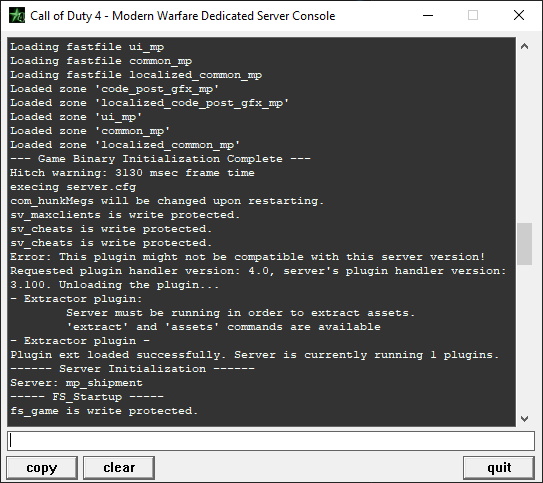 Call of Duty 4 - Modern Warfare Dedicated Server Console
Loading fastfile ui_mp
Loading fastfile common_mp
Loading fastfile localized_common_mp
Loaded zone 'code_post_gfx_mp'
Loaded zone 'localized_code_post_gfx_mp'
Loaded zone 'ui_mp'
Loaded zone 'common_mp'
Loaded zone 'localized_common_mp'
--- Game Binary Initialization Complete ---
Hitch warning: 3130 msec frame time
execing server.cfg
com_hunkMegs will be changed upon restarting.
sv_maxclients is write protected.
sv_cheats is write protected.
sv_cheats is write protected.
Error: This plugin might not be compatible with this server version!
Requested plugin handler version: 4.0, server's plugin handler version:
3.100. Unloading the plugin...
- Extractor plugin:
        Server must be running in order to extract assets.
        'extract' and 'assets' commands are available
- Extractor plugin -
Plugin ext loaded successfully. Server is currently running 1 plugins.
------ Server Initialization ------
Server: mp_shipment
----- FS_Startup -----
fs_game is write protected.
copy clear quit